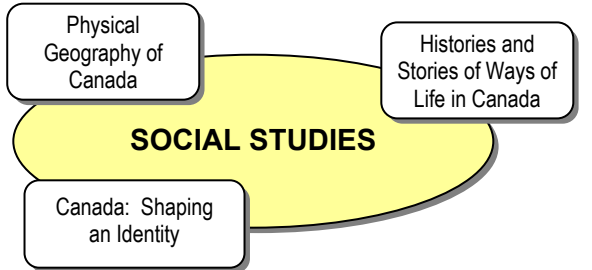 Physical
Geography of
Canada
Histories and
Stories of Ways of
Life in Canada
SOCIAL STUDIES
Canada: Shaping
an Identity